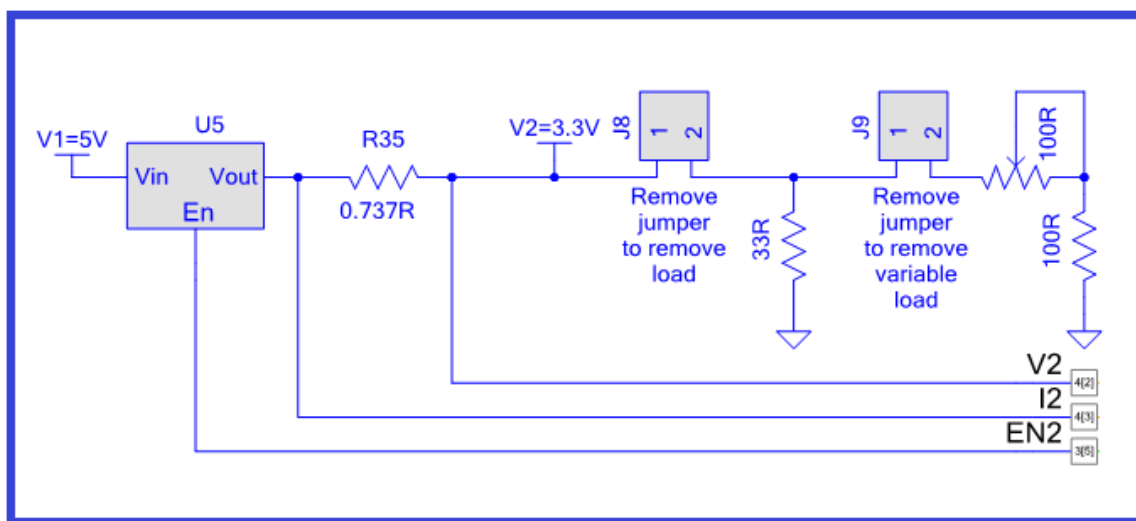 V1=5V
U5
Vin
Vout
En
R35
0.737R
V2=3.3V
J8
1
2
Remove
jumper
to remove
load
33R
J9
1
2
Remove
jumper
to remove
variable
load
100R
100R
V2
4[2]
I2
4[3]
EN2
3[5]